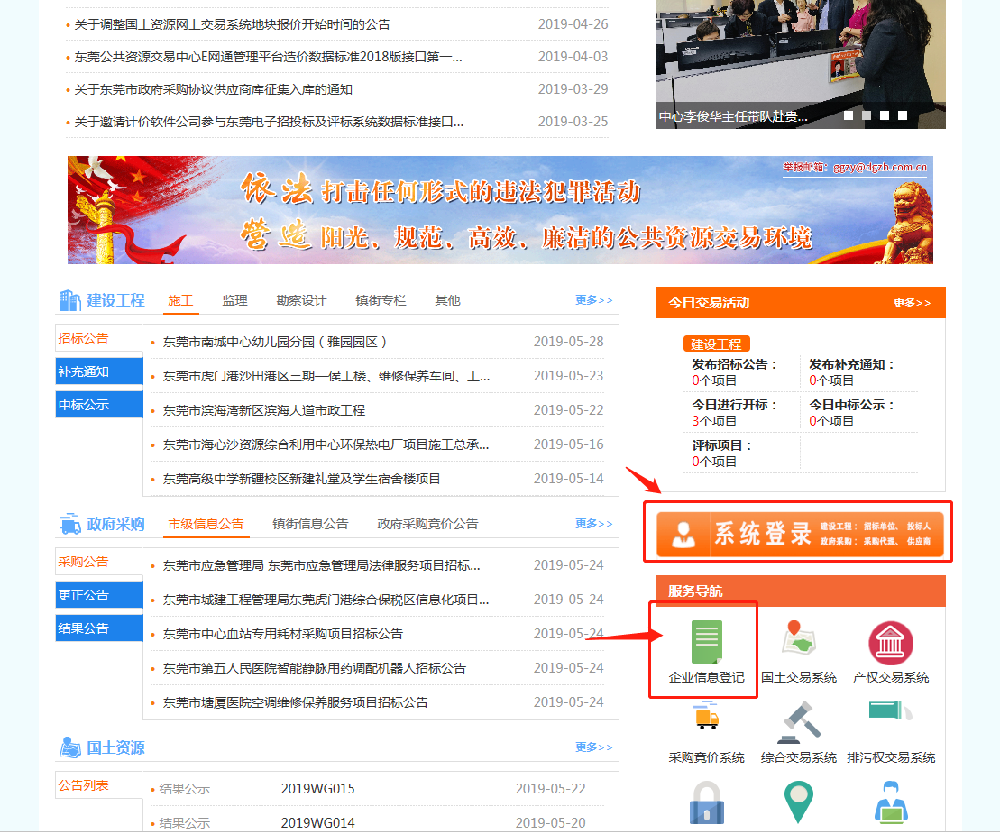 关于调整国土资源网上交易系统地块报价开始时间的公告 2019-04-26
东莞公共资源交易中心E网通管理平台造价数据标准2018版接口第一... 2019-04-03
关于东莞市政府采购协议供应商库征集入库的通知 2019-03-29
关于邀请计价软件公司参与东莞电子招投标及评标系统数据标准接口... 2019-03-25
中心李俊华主任带队赴贵...
举报邮箱：ggzy@dgzb.com.cn
依法 打击任何形式的违法犯罪活动
营造 阳光、规范、高效、廉洁的公共资源交易环境
建设工程 施工 监理 勘察设计 镇街专栏 其他 更多>>
招标公告
补充通知
中标公示
东莞市南城中心幼儿园分园（雅园园区） 2019-05-28
东莞市虎门港沙田港区三期—侯工楼、维修保养车间、工... 2019-05-23
东莞市滨海湾新区滨海大道市政工程 2019-05-22
东莞市海心沙资源综合利用中心环保热电厂项目施工总承... 2019-05-16
东莞高级中学新疆校区新建礼堂及学生宿舍楼项目 2019-05-14
今日交易活动 更多>>
建设工程
发布招标公告： 发布补充通知：
0个项目 0个项目
今日进行开标： 今日中标公示：
3个项目 0个项目
评标项目：
0个项目
政府采购 市级信息公告 镇街信息公告 政府采购竞价公告 更多>>
采购公告
更正公告
结果公告
东莞市应急管理局 东莞市应急管理局法律服务项目招标... 2019-05-24
东莞市城建工程管理局东莞虎门港综合保税区信息化项目... 2019-05-24
东莞市中心血站专用耗材采购项目招标公告 2019-05-24
东莞市第五人民医院智能静脉用药调配机器人招标公告 2019-05-24
东莞市塘厦医院空调维修保养服务项目招标公告 2019-05-24
系统登录
建设工程： 招标单位、 投标人
政府采购： 采购代理、 供应商
服务导航
企业信息登记 国土交易系统 产权交易系统
采购竞价系统 综合交易系统 排污权交易系统
国土资源 更多>>
公告列表
结果公示 2019WG015 2019-05-22
结果公示 2019WG014 2019-05-20